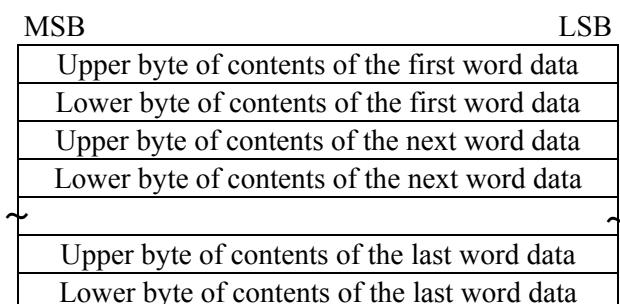 MSB LSB
Upper byte of contents of the first word data
Lower byte of contents of the first word data
Upper byte of contents of the next word data
Lower byte of contents of the next word data
~ ~
Upper byte of contents of the last word data
Lower byte of contents of the last word data